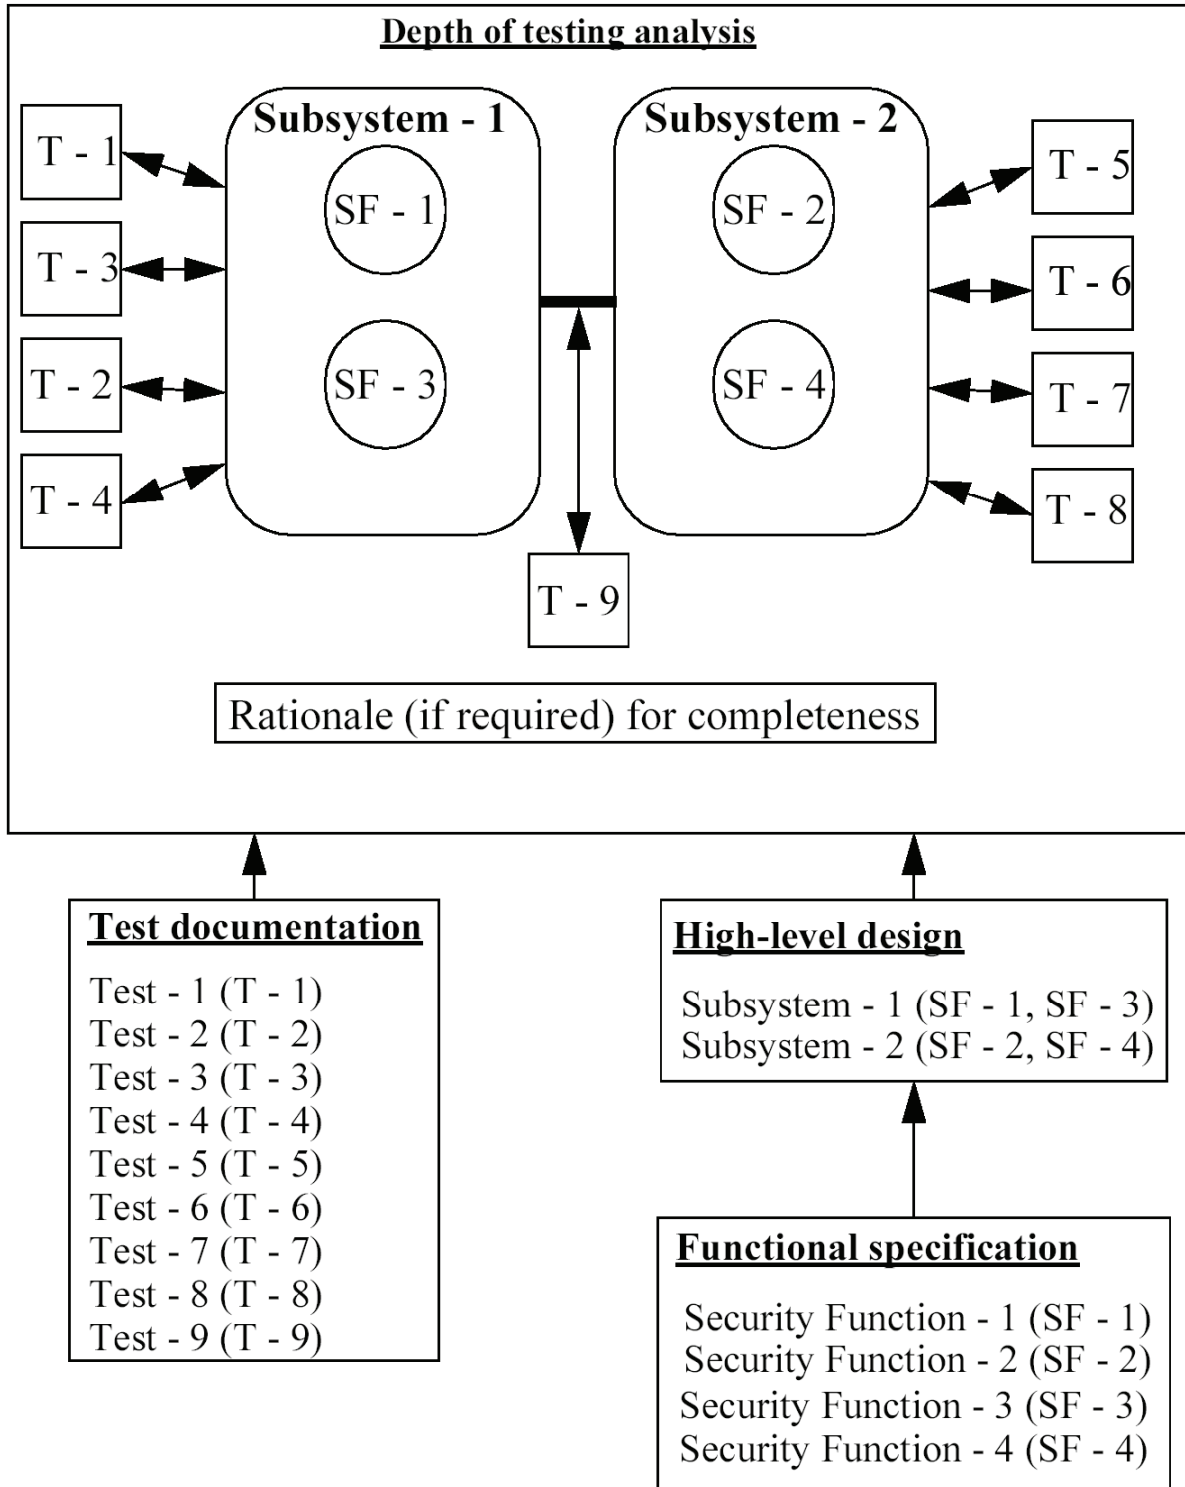 Depth of testing analysis
Subsystem - 1
Subsystem - 2
T - 1
SF - 1
SF - 2
T - 5
T - 3
T - 6
T - 2
SF - 3
SF - 4
T - 7
T - 4
T - 8
T - 9
Rationale (if required) for completeness
Test documentation
Test - 1 (T - 1)
Test - 2 (T - 2)
Test - 3 (T - 3)
Test - 4 (T - 4)
Test - 5 (T - 5)
Test - 6 (T - 6)
Test - 7 (T - 7)
Test - 8 (T - 8)
Test - 9 (T - 9)
High-level design
Subsystem - 1 (SF - 1, SF - 3)
Subsystem - 2 (SF - 2, SF - 4)
Functional specification
Security Function - 1 (SF - 1)
Security Function - 2 (SF - 2)
Security Function - 3 (SF - 3)
Security Function - 4 (SF - 4)